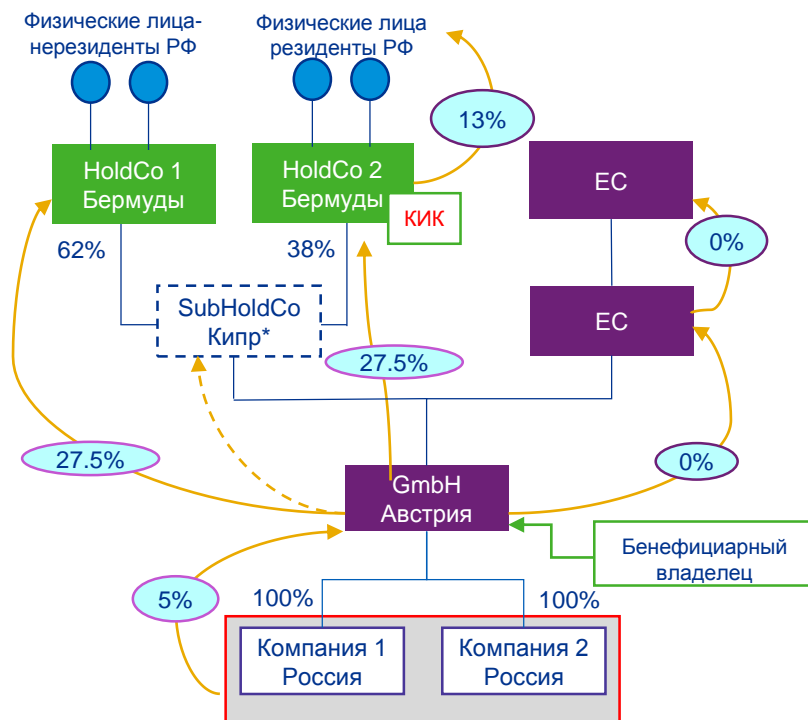 Физические лица-
нерезиденты РФ
Физические лица
резиденты РФ
13%
HoldCo 1
Бермуды
HoldCo 2
Бермуды
КИК
ЕС
62%
38%
0%
SubHoldCo
Кипр*
ЕС
27.5%
27.5%
0%
GmbH
Австрия
Бенефициарный
владелец
5%
100%
100%
Компания 1
Россия
Компания 2
Россия